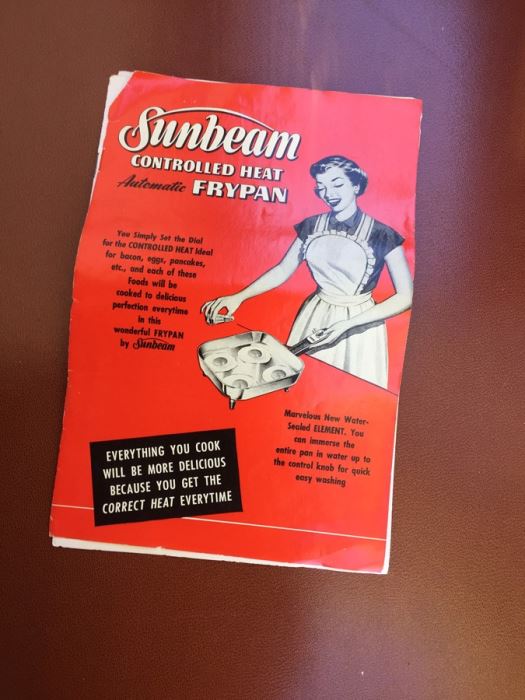 Sunbeam
CONTROLLED HEAT
Automatic FRYPAN
You Simply Set the Dial
for the CONTROLLED HEAT Ideal
for bacon, eggs, pancakes,
etc., and each of these
Foods will be
cooked to delicious
perfection everytime
in this
wonderful FRYPAN
by Sunbeam
Marvelous New Water-
Sealed ELEMENT. You
can immerse the
entire pan in water up to
the control knob for quick
easy washing
EVERYTHING YOU COOK
WILL BE MORE DELICIOUS
BECAUSE YOU GET THE
CORRECT HEAT EVERYTIME